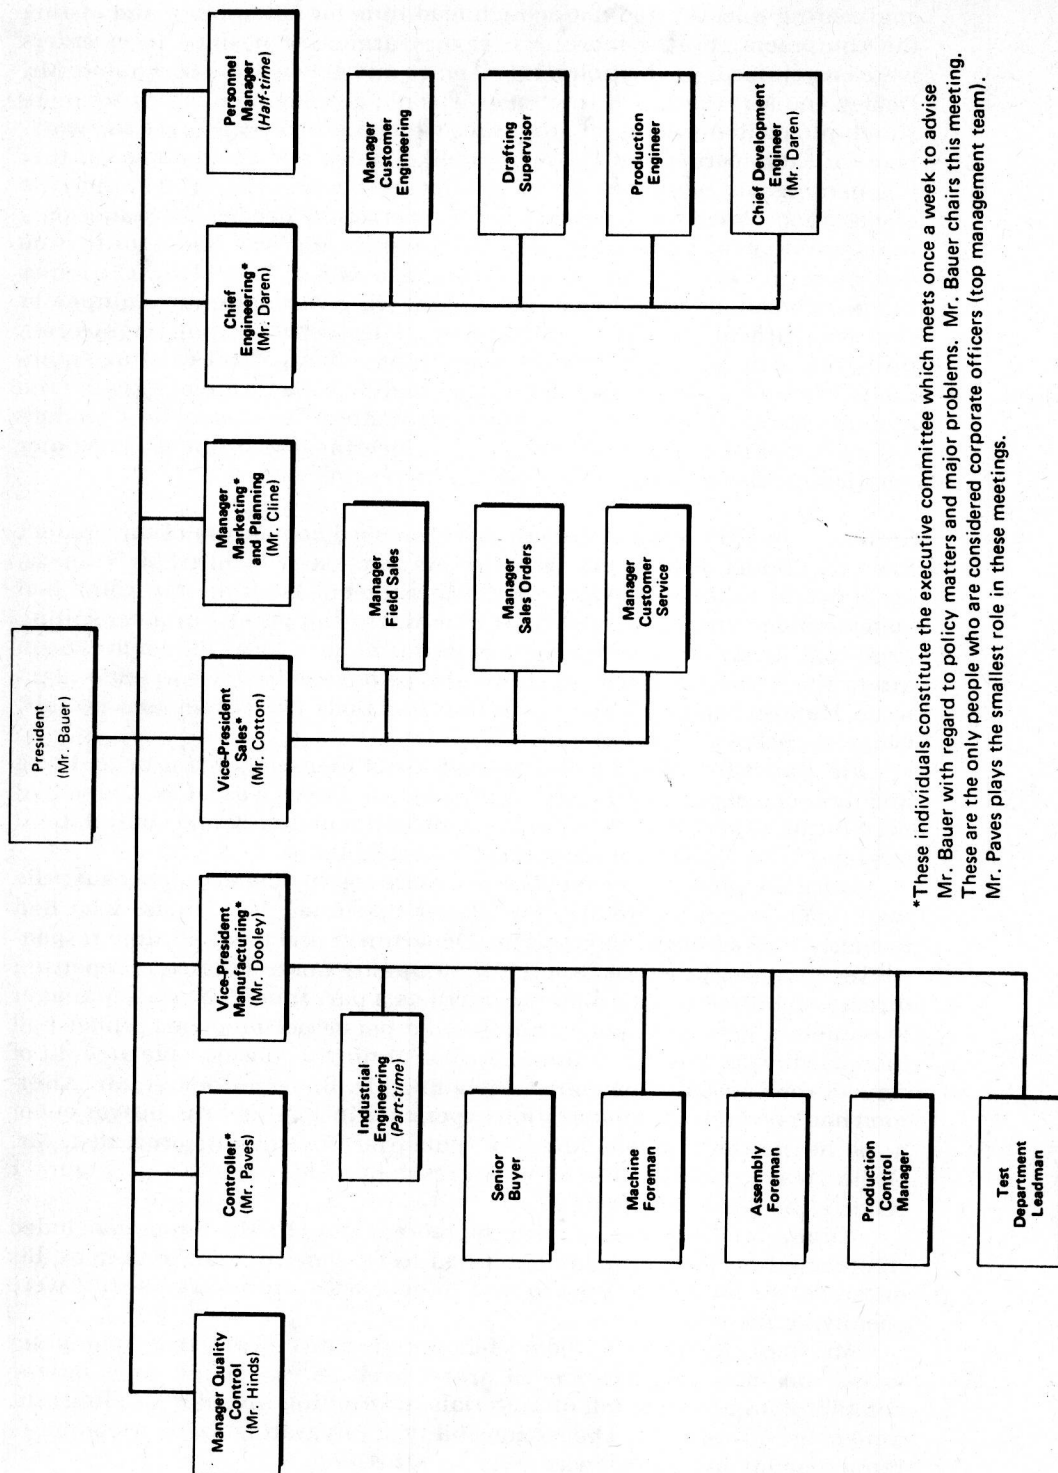 President
(Mr. Bauer)
Manager Quality
Control
(Mr. Hinds)
Controller*
(Mr. Paves)
Vice-President
Manufacturing*
(Mr. Dooley)
Vice-President
Sales*
(Mr. Cotton)
Manager
Marketing*
and Planning
(Mr. Cline)
Chief
Engineering*
(Mr. Daren)
Personnel
Manager
(Half-time)
Industrial
Engineering
(Part-time)
Senior
Buyer
Machine
Foreman
Assembly
Foreman
Production
Control
Manager
Test
Department
Leadman
Manager
Field Sales
Manager
Sales Orders
Manager
Customer
Service
Manager
Customer
Engineering
Drafting
Supervisor
Production
Engineer
Chief Development
Engineer
(Mr. Daren)
*These individuals constitute the executive committee which meets once a week to advise
Mr. Bauer with regard to policy matters and major problems. Mr. Bauer chairs this meeting.
These are the only people who are considered corporate officers (top management team)
Mr. Paves plays the smallest role in these meetings.